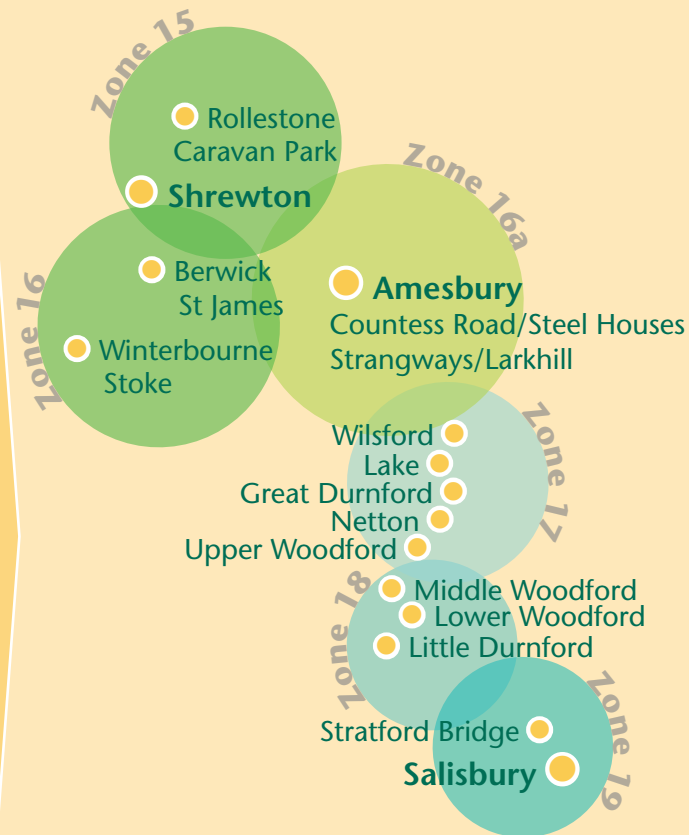 Zone 15
Rollestone
Caravan Park
Shrewton
Zone 16a
Zone 16
Berwick
St James
Amesbury
Countess Road/Steel Houses
Strangways/Larkhill
Winterbourne
Stoke
Zone 17
Wilsford
Lake
Great Durnford
Netton
Upper Woodford
Zone 18
Middle Woodford
Lower Woodford
Little Durnford
Zone 19
Stratford Bridge
Salisbury